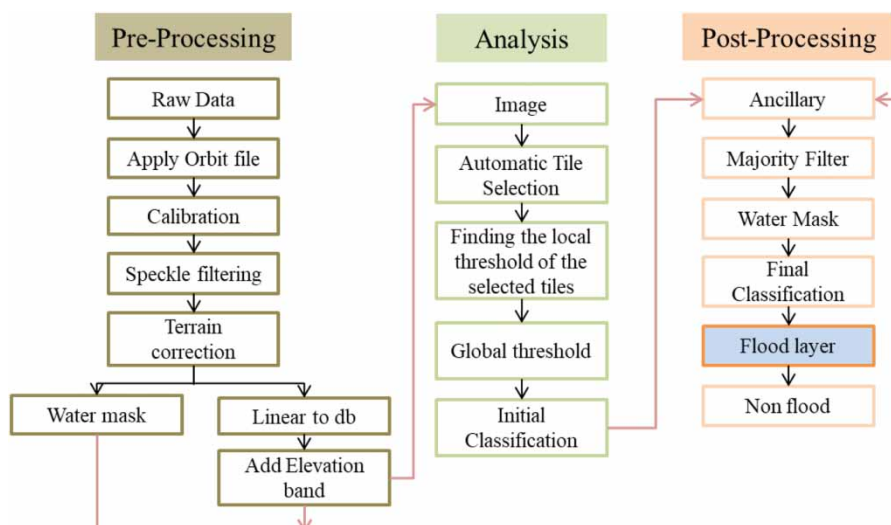 Pre-Processing
Raw Data
Apply Orbit file
Calibration
Speckle filtering
Terrain
correction
Water mask
Linear to db
Add Elevation
band
Analysis
Image
Automatic Tile
Selection
Finding the local
threshold of the
selected tiles
Global threshold
Initial
Classification
Post-Processing
Ancillary
Majority Filter
Water Mask
Final
Classification
Flood layer
Non flood